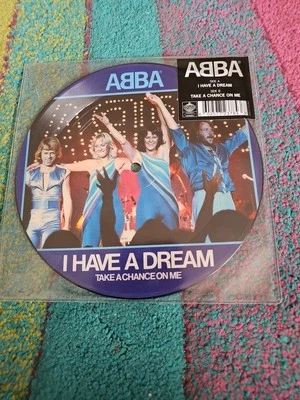 ABBA
ABBA
SIDE A
I HAVE A DREAM
SIDE B
TAKE A CHANCE ON ME
I HAVE A DREAM
TAKE A CHANCE ON ME